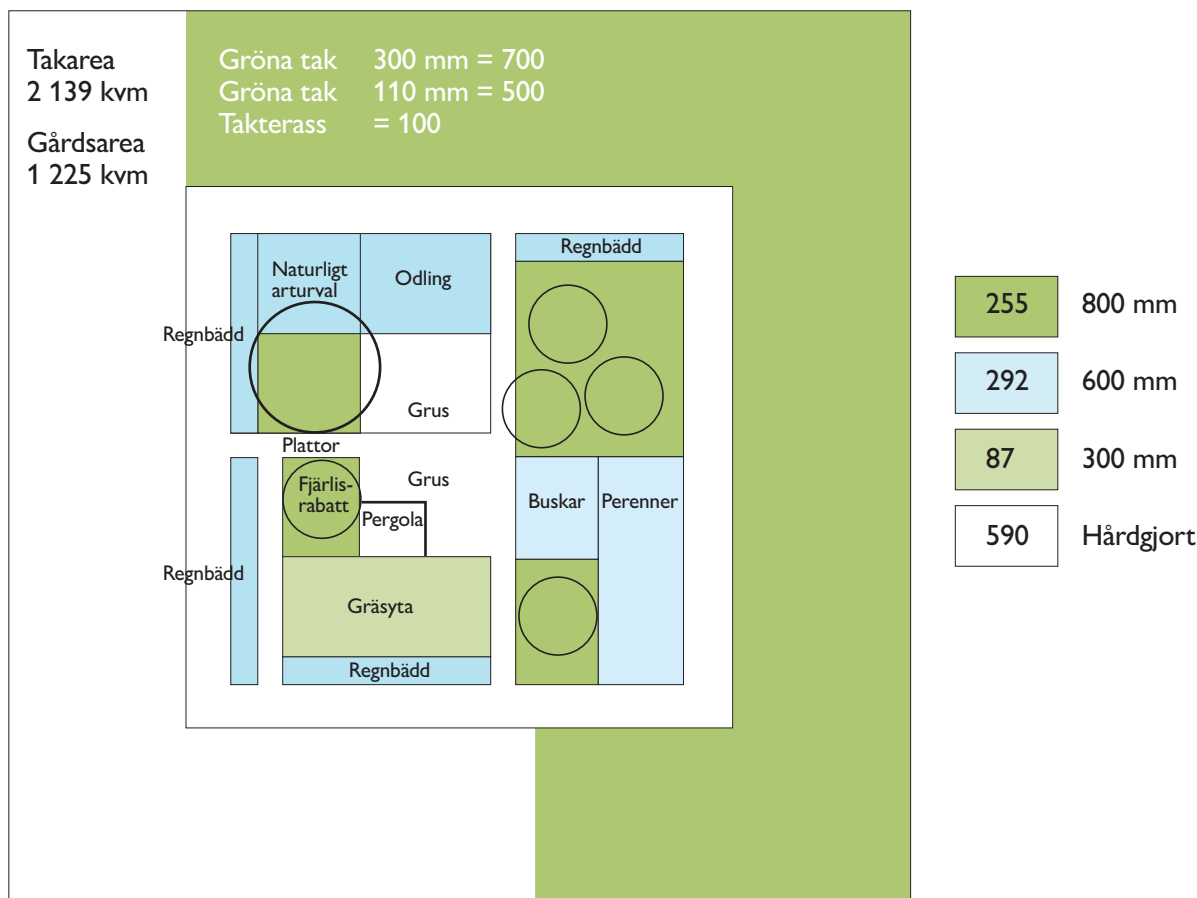 Takarea
2 139 kvm
Gårdsarea
1 225 kvm
Gröna tak 300 mm = 700
Gröna tak 110 mm = 500
Takterass = 100
Regnbädd
Naturligt
arturval
Odling
Regnbädd
Grus
Plattor
Fjärlis-
rabatt
Grus
Pergola
Buskar
Perenner
Regnbädd
Gräsyta
Regnbädd
255 800 mm
292 600 mm
87 300 mm
590 Hårdgjort